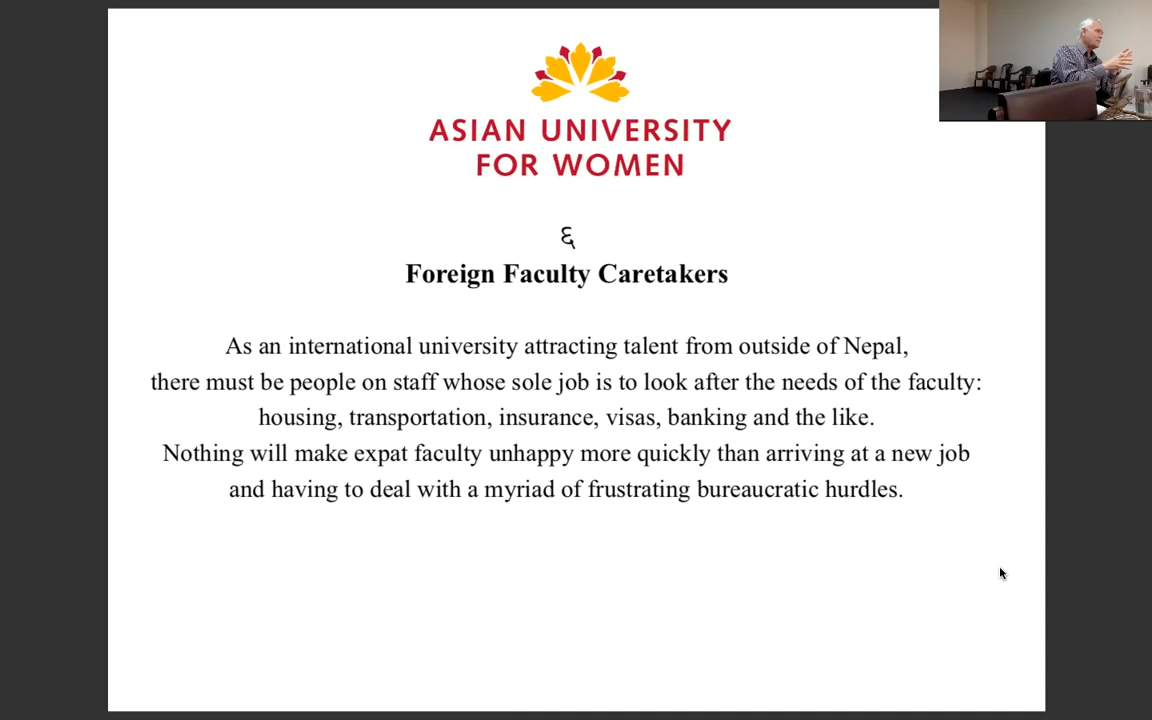 ASIAN UNIVERSITY
FOR WOMEN
६
Foreign Faculty Caretakers
As an international university attracting talent from outside of Nepal,
there must be people on staff whose sole job is to look after the needs of the faculty:
housing, transportation, insurance, visas, banking and the like.
Nothing will make expat faculty unhappy more quickly than arriving at a new job
and having to deal with a myriad of frustrating bureaucratic hurdles.